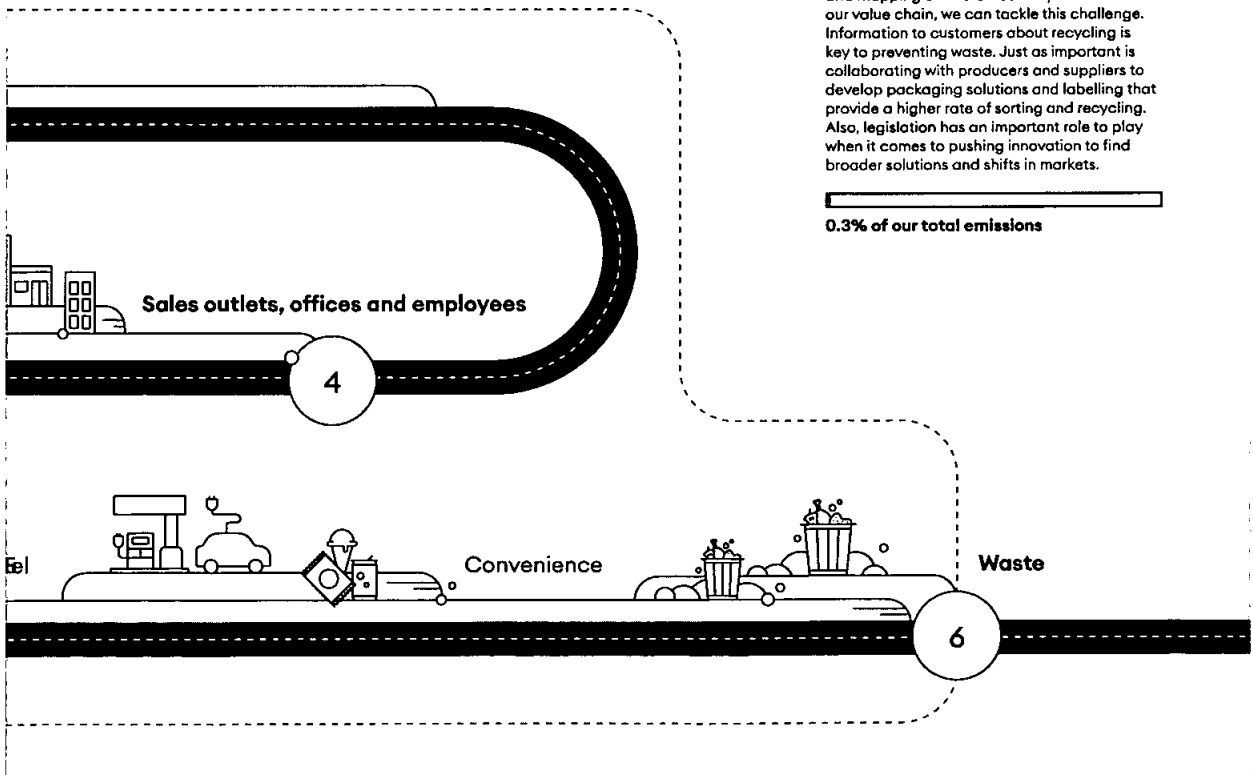 our value chain, we can tackle this challenge.
Information to customers about recycling is
key to preventing waste. Just as important is
collaborating with producers and suppliers to
develop packaging solutions and labelling that
provide a higher rate of sorting and recycling.
Also, legislation has an important role to play
when it comes to pushing innovation to find
broader solutions and shifts in markets.
0.3% of our total emissions
Sales outlets, offices and employees
4
Convenience
Waste
6